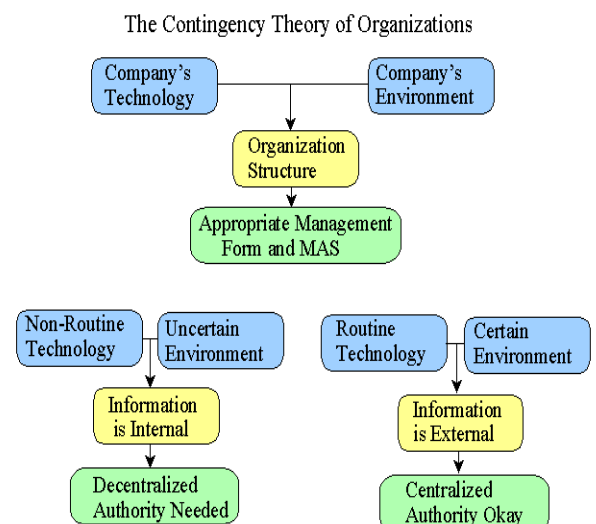 The Contingency Theory of Organizations
Company's
Technology
Company's
Environment
Organization
Structure
Appropriate Management
Form and MAS
Non-Routine
Technology
Uncertain
Environment
Information
is Internal
Decentralized
Authority Needed
Routine
Technology
Certain
Environment
Information
is External
Centralized
Authority Okay